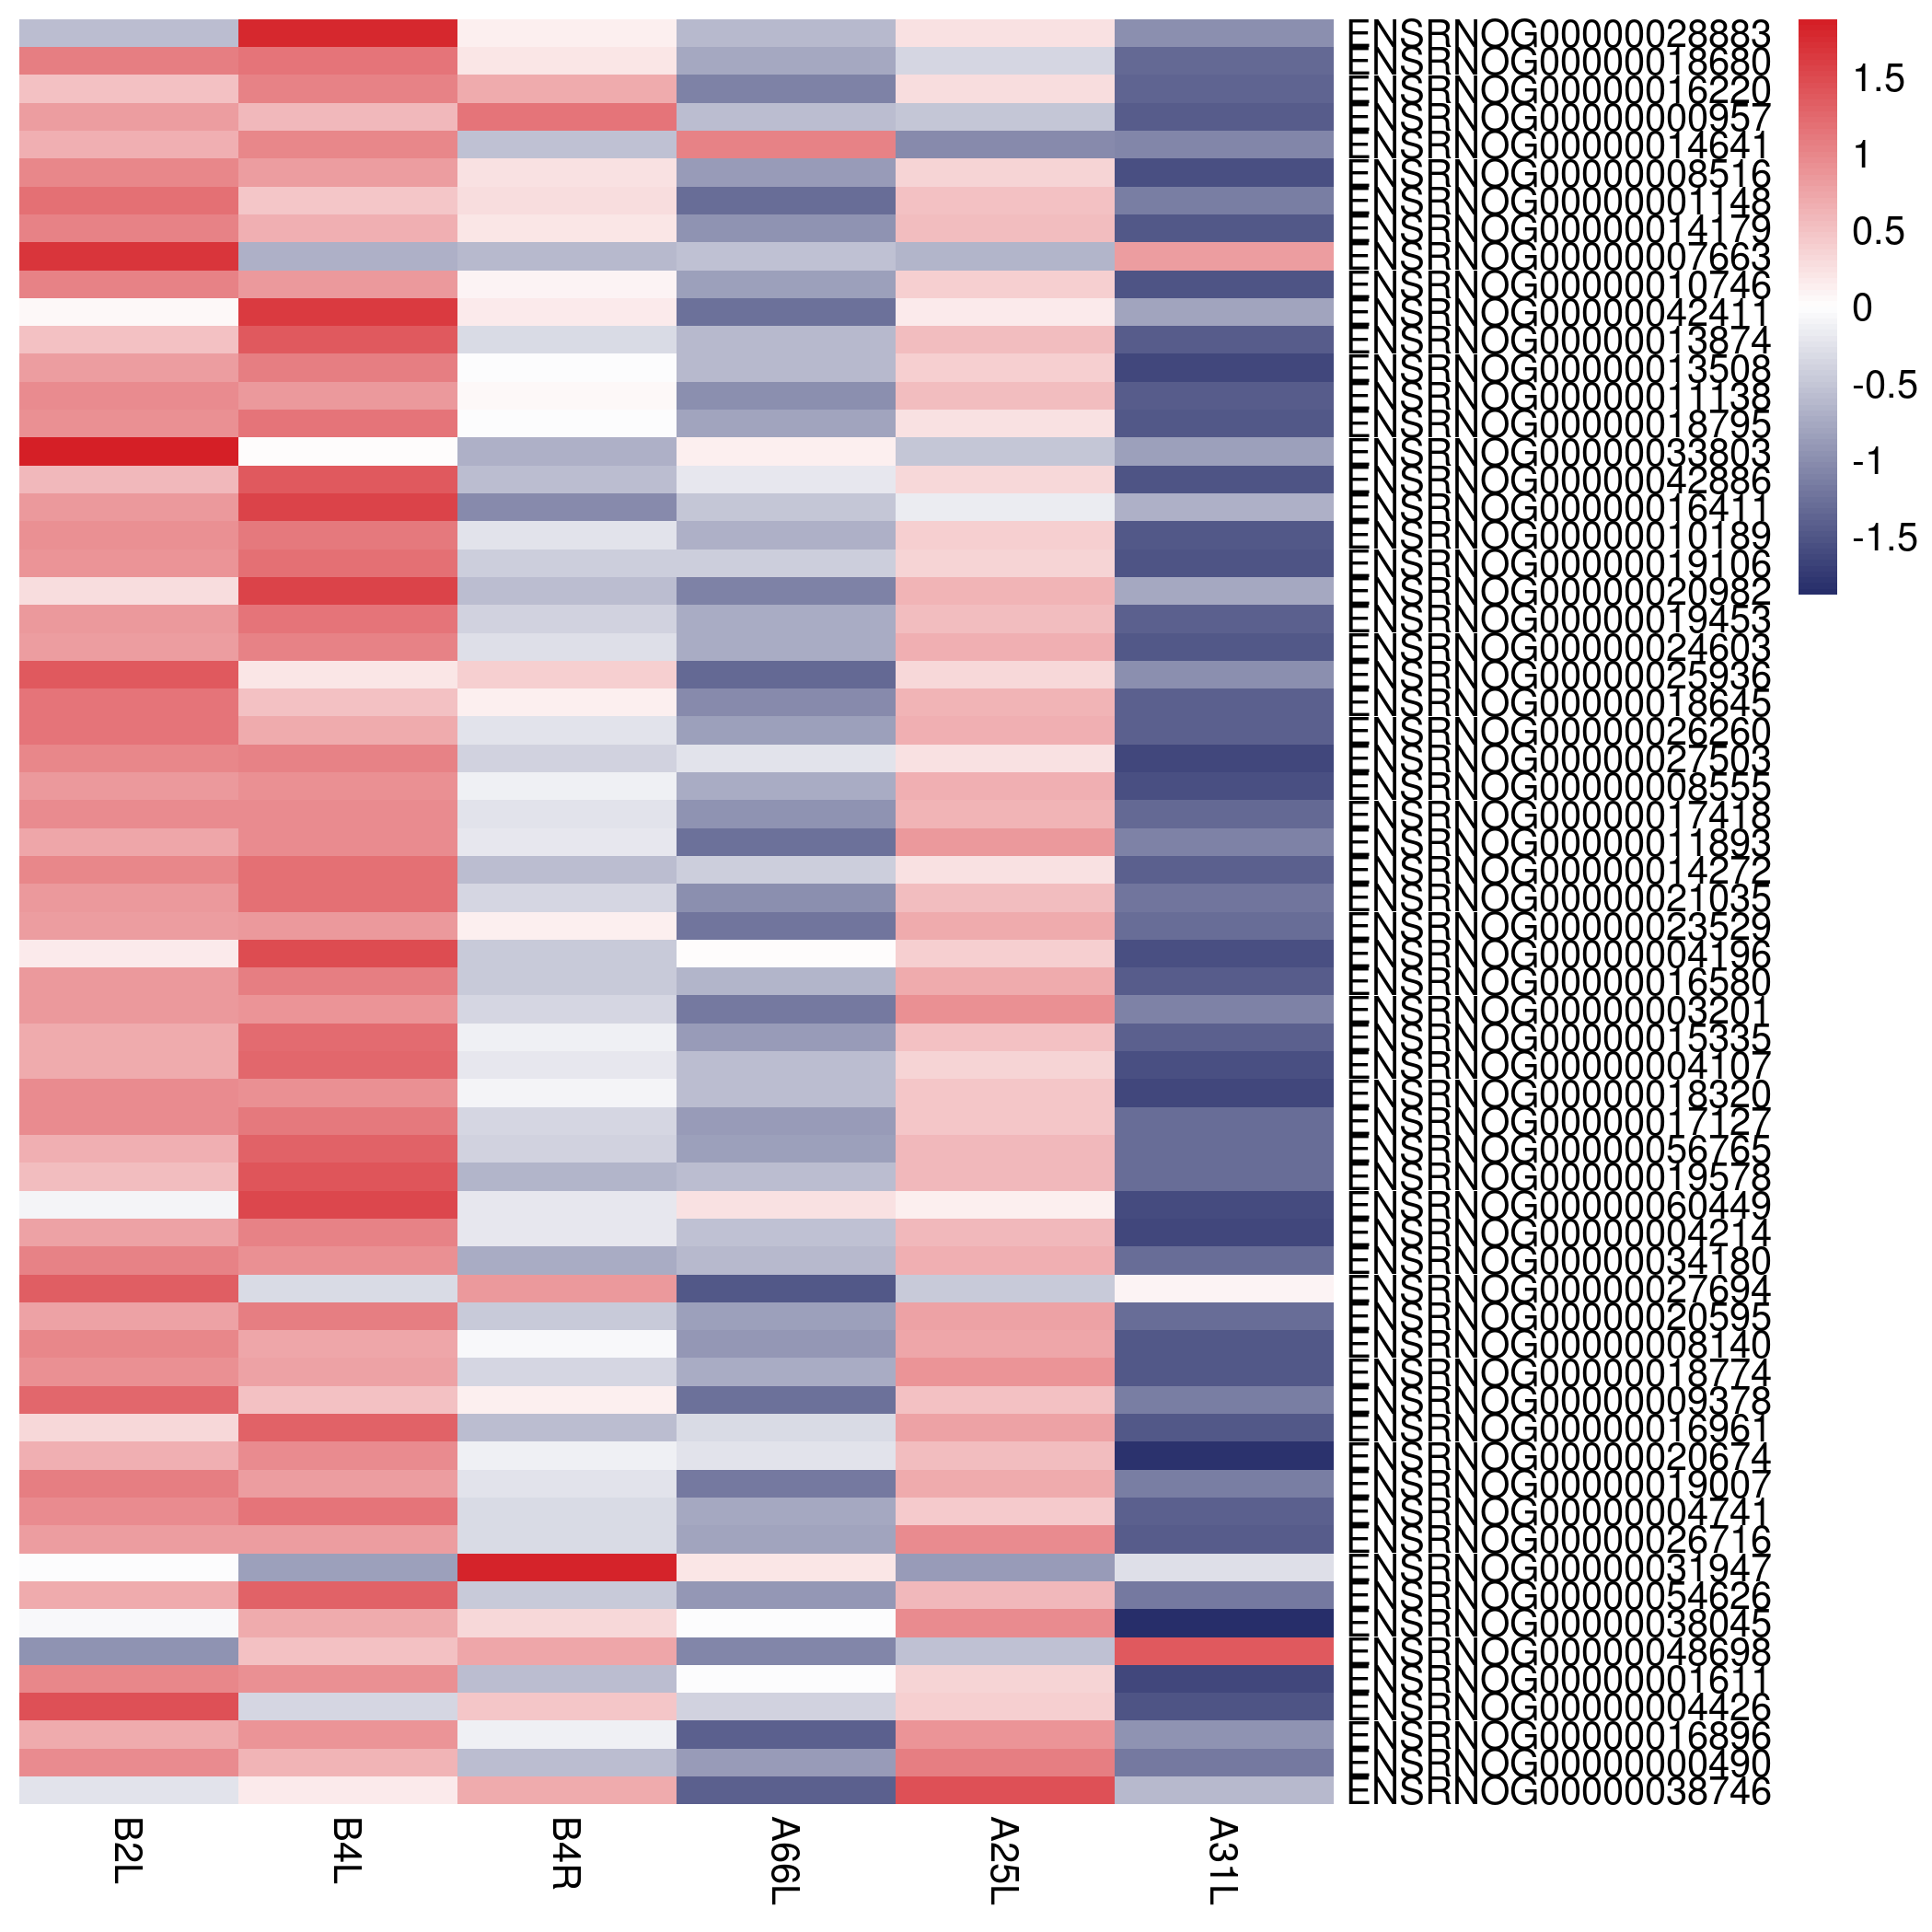 ENSRNOG00000028883
ENSRNOG00000018680
ENSRNOG00000016220
ENSRNOG00000000957
ENSRNOG00000014641
ENSRNOG00000008516
ENSRNOG00000001148
ENSRNOG00000014179
ENSRNOG00000007663
ENSRNOG00000010746
ENSRNOG00000042411
ENSRNOG00000013874
ENSRNOG00000013508
ENSRNOG00000011138
ENSRNOG00000018795
ENSRNOG00000033803
ENSRNOG00000042886
ENSRNOG00000016411
ENSRNOG00000010189
ENSRNOG00000019106
ENSRNOG00000020982
ENSRNOG00000019453
ENSRNOG00000024603
ENSRNOG00000025936
ENSRNOG00000018645
ENSRNOG00000026260
ENSRNOG00000027503
ENSRNOG00000008555
ENSRNOG00000017418
ENSRNOG00000011893
ENSRNOG00000014272
ENSRNOG00000021035
ENSRNOG00000023529
ENSRNOG00000004196
ENSRNOG00000016580
ENSRNOG00000003201
ENSRNOG00000015335
ENSRNOG00000004107
ENSRNOG00000018320
ENSRNOG00000017127
ENSRNOG00000056765
ENSRNOG00000019578
ENSRNOG00000060449
ENSRNOG00000004214
ENSRNOG00000034180
ENSRNOG00000027694
ENSRNOG00000020595
ENSRNOG00000008140
ENSRNOG00000018774
ENSRNOG00000009378
ENSRNOG00000016961
ENSRNOG00000020674
ENSRNOG00000019007
ENSRNOG00000004741
ENSRNOG00000026716
ENSRNOG00000031947
ENSRNOG00000054626
ENSRNOG00000038045
ENSRNOG00000048698
ENSRNOG00000001611
ENSRNOG00000004426
ENSRNOG00000016896
ENSRNOG00000000490
ENSRNOG00000038746
1.5
1
0.5
0
-0.5
-1
-1.5
B2L
B4L
B4R
A66L
A25L
A31L